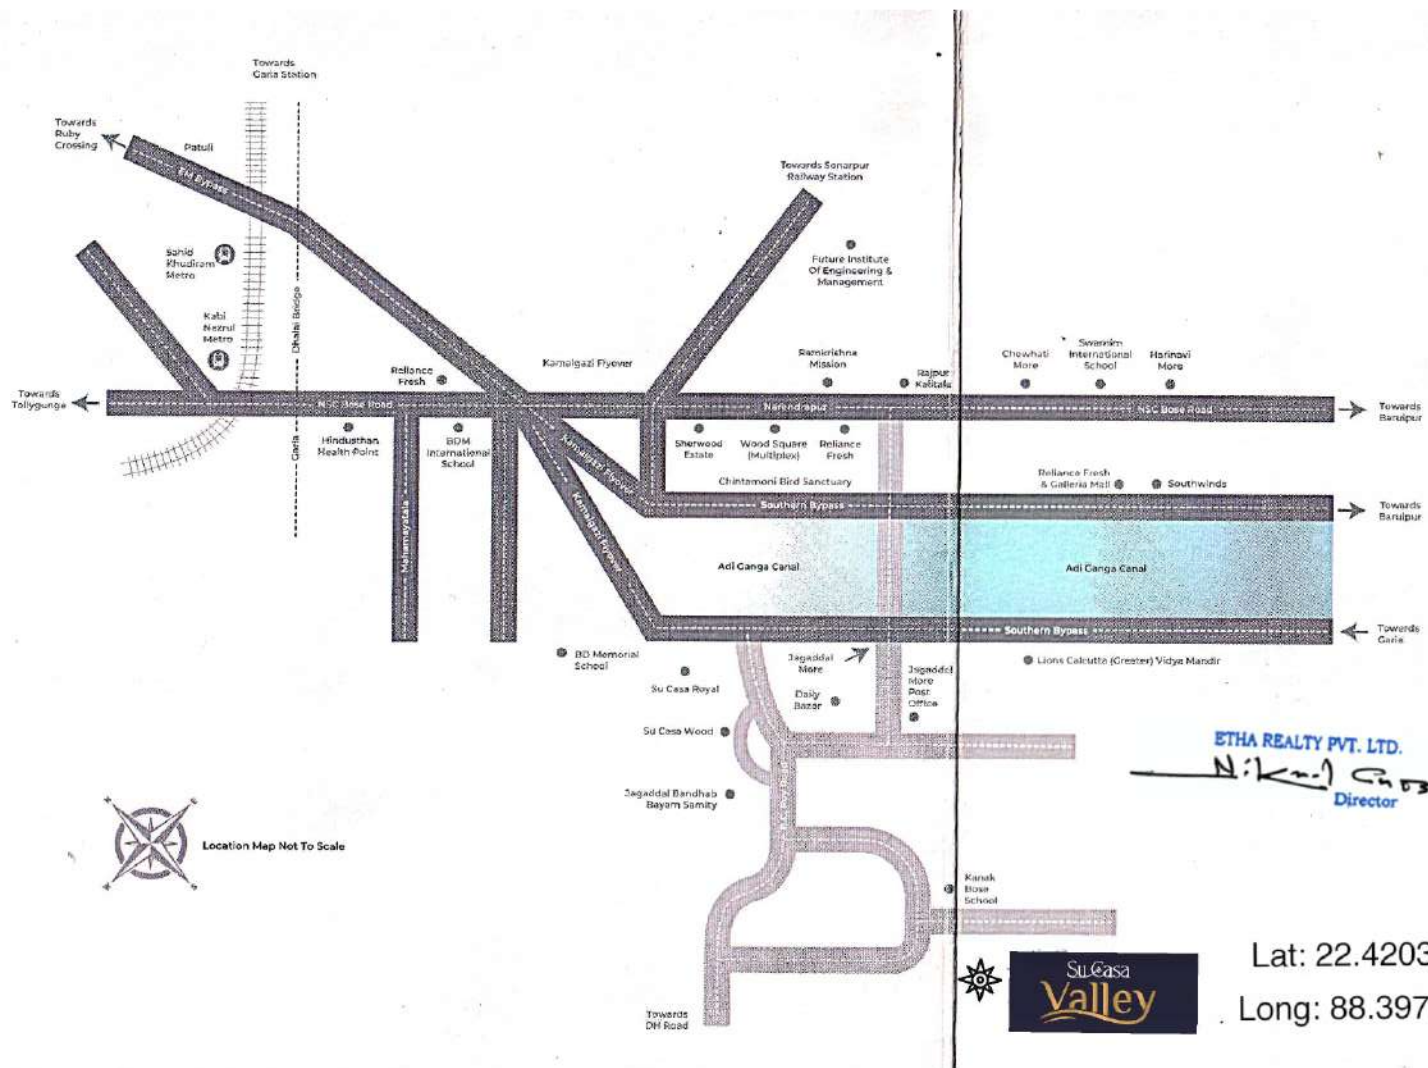 Towards
Garia Station
Towards
Ruby
Crossing
Patuli
EM Bypass
Towards Sonarpur
Railway Station
Sahid
Khudiram
Metro
Dhalai Bridge
Future Institute
Of Engineering &
Management
Kabi
Nazrul
Metro
Kamalgazi Flyover
Reliance
Fresh
Ramkrishna
Mission
Rajpur
Kalitala
Chowhati
More
Swarnim
International
School
Harinavi
More
Towards
Tollygunge
NSC Bose Road
Narendrapur
NSC Bose Road
Towards
Baruipur
Garia
Hindusthan
Health Point
BDM
International
School
Kamalgazi Flyover
Sherwood
Estate
Wood Square
(Multiplex)
Reliance
Fresh
Chintamoni Bird Sanctuary
Reliance Fresh
& Galleria Mall
Southwinds
Southern Bypass
Towards
Baruipur
Mahamayatala
Kamalgazi Flyover
Adi Ganga Canal
Adi Ganga Canal
Southern Bypass
Towards
Garia
BD Memorial
School
Su Casa Royal
Jagaddal
More
Jagaddal
More
Post
Office
Lions Calcutta (Greater) Vidya Mandir
Daily
Bazar
Su Casa Wood
Jagaddal Bandhab
Bayam Samity
ETHA REALTY PVT. LTD.
Director
Location Map Not To Scale
Kanak
Bose
School
Su Casa
Valley
Lat: 22.4203
Long: 88.397
Towards
DH Road